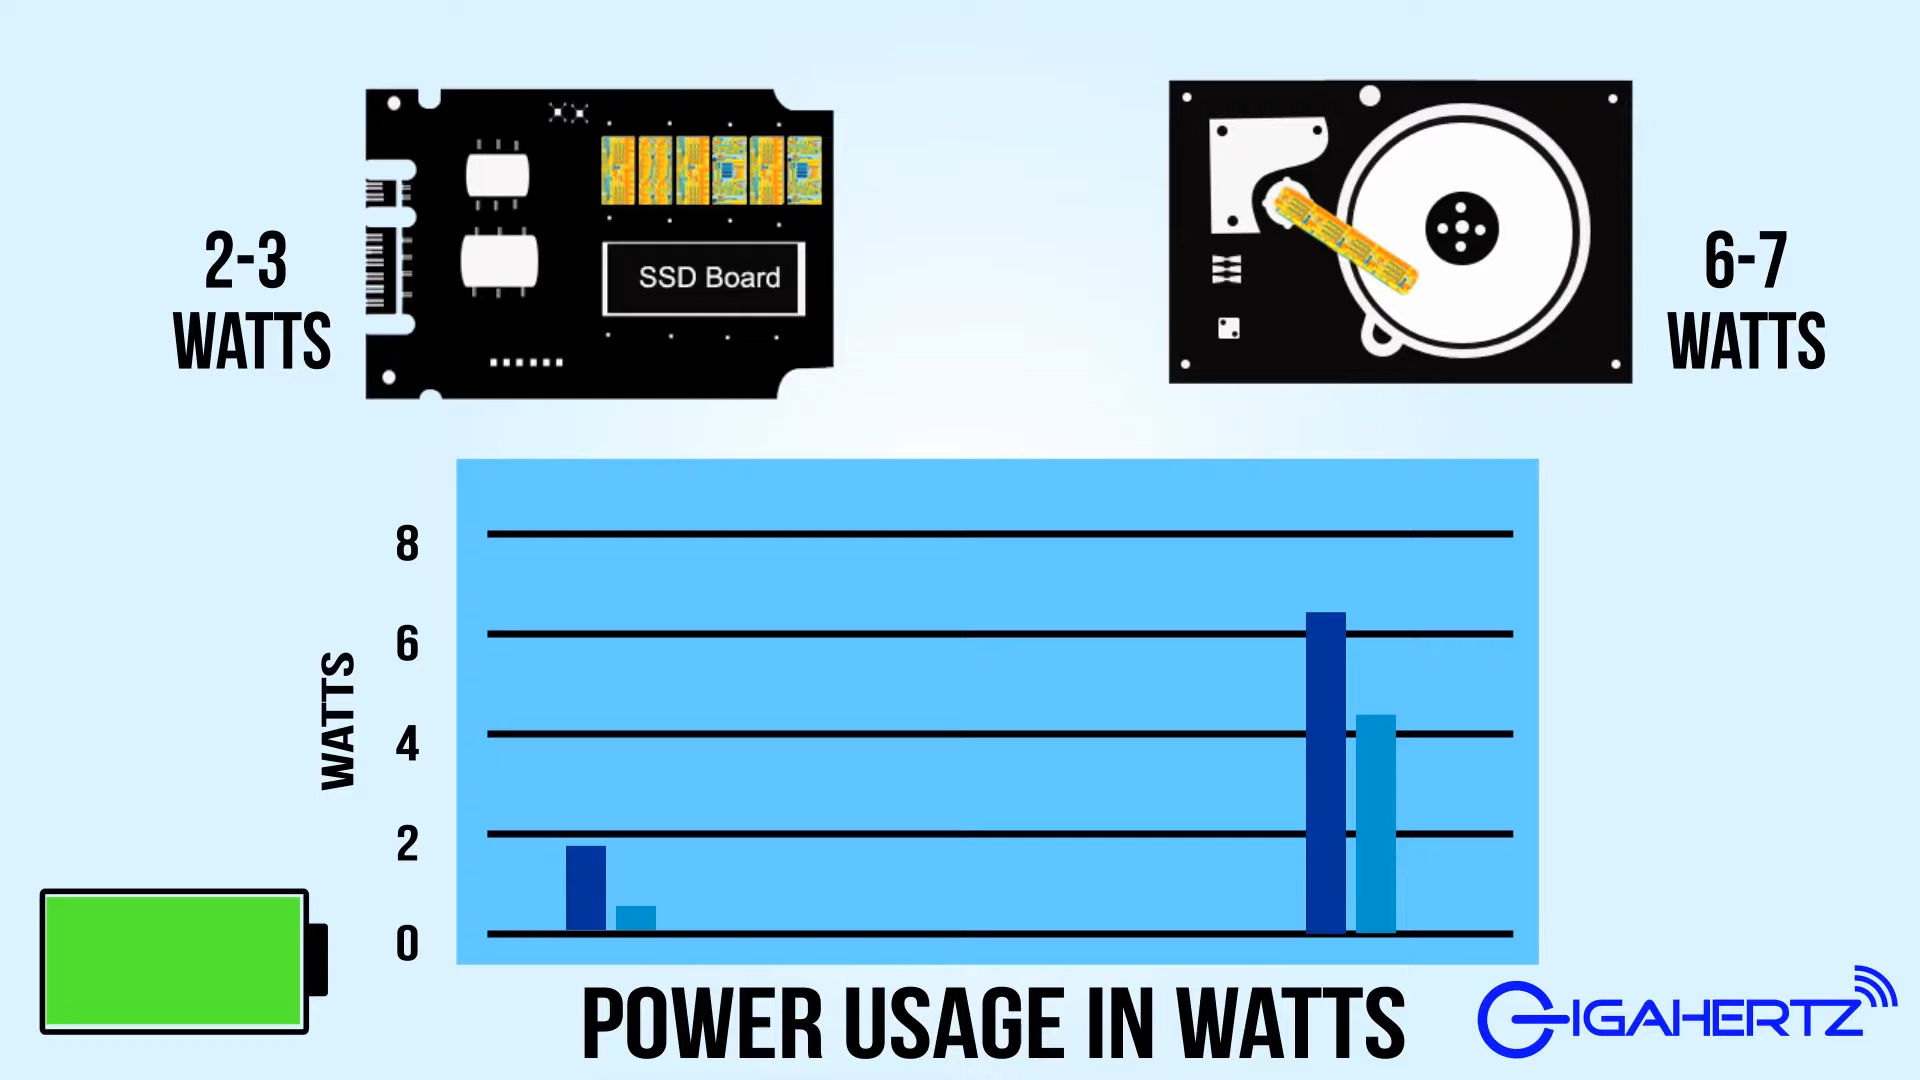 2-3
WATTS
SSD Board
6-7
WATTS
8
6
4
2
0
WATTS
POWER USAGE IN WATTS
GIGAHERTZ